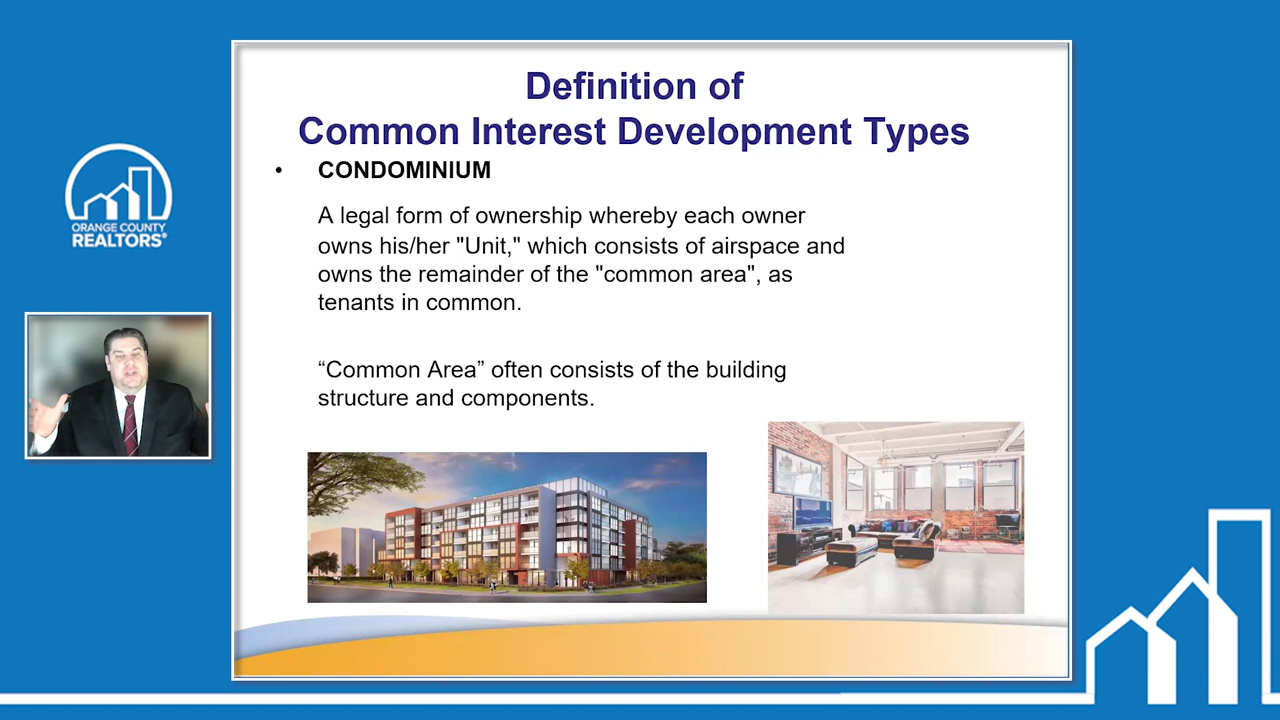 ORANGE COUNTY
REALTORS®
Definition of
Common Interest Development Types
• CONDOMINIUM
A legal form of ownership whereby each owner
owns his/her "Unit," which consists of airspace and
owns the remainder of the "common area", as
tenants in common.
“Common Area” often consists of the building
structure and components.